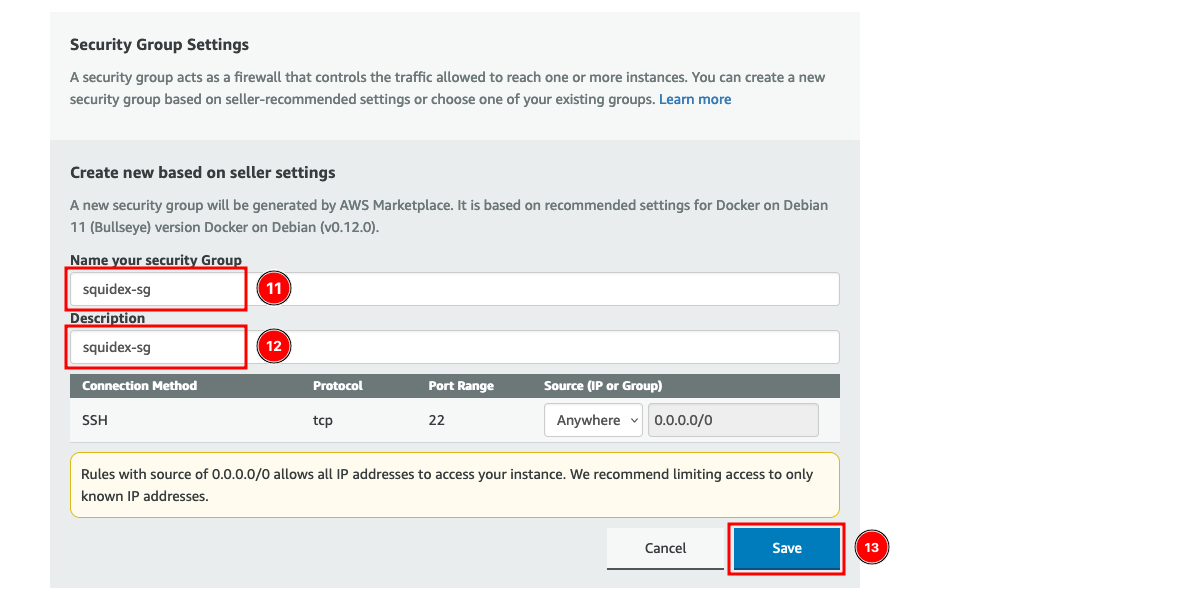 Security Group Settings
A security group acts as a firewall that controls the traffic allowed to reach one or more instances. You can create a new
security group based on seller-recommended settings or choose one of your existing groups. Learn more
Create new based on seller settings
A new security group will be generated by AWS Marketplace. It is based on recommended settings for Docker on Debian
11 (Bullseye) version Docker on Debian (v0.12.0).
Name your security Group
squidex-sg 11
Description
squidex-sg 12
Connection Method Protocol Port Range Source (IP or Group)
SSH tcp 22 Anywhere 0.0.0.0/0
Rules with source of 0.0.0.0/0 allows all IP addresses to access your instance. We recommend limiting access to only
known IP addresses.
Cancel Save 13